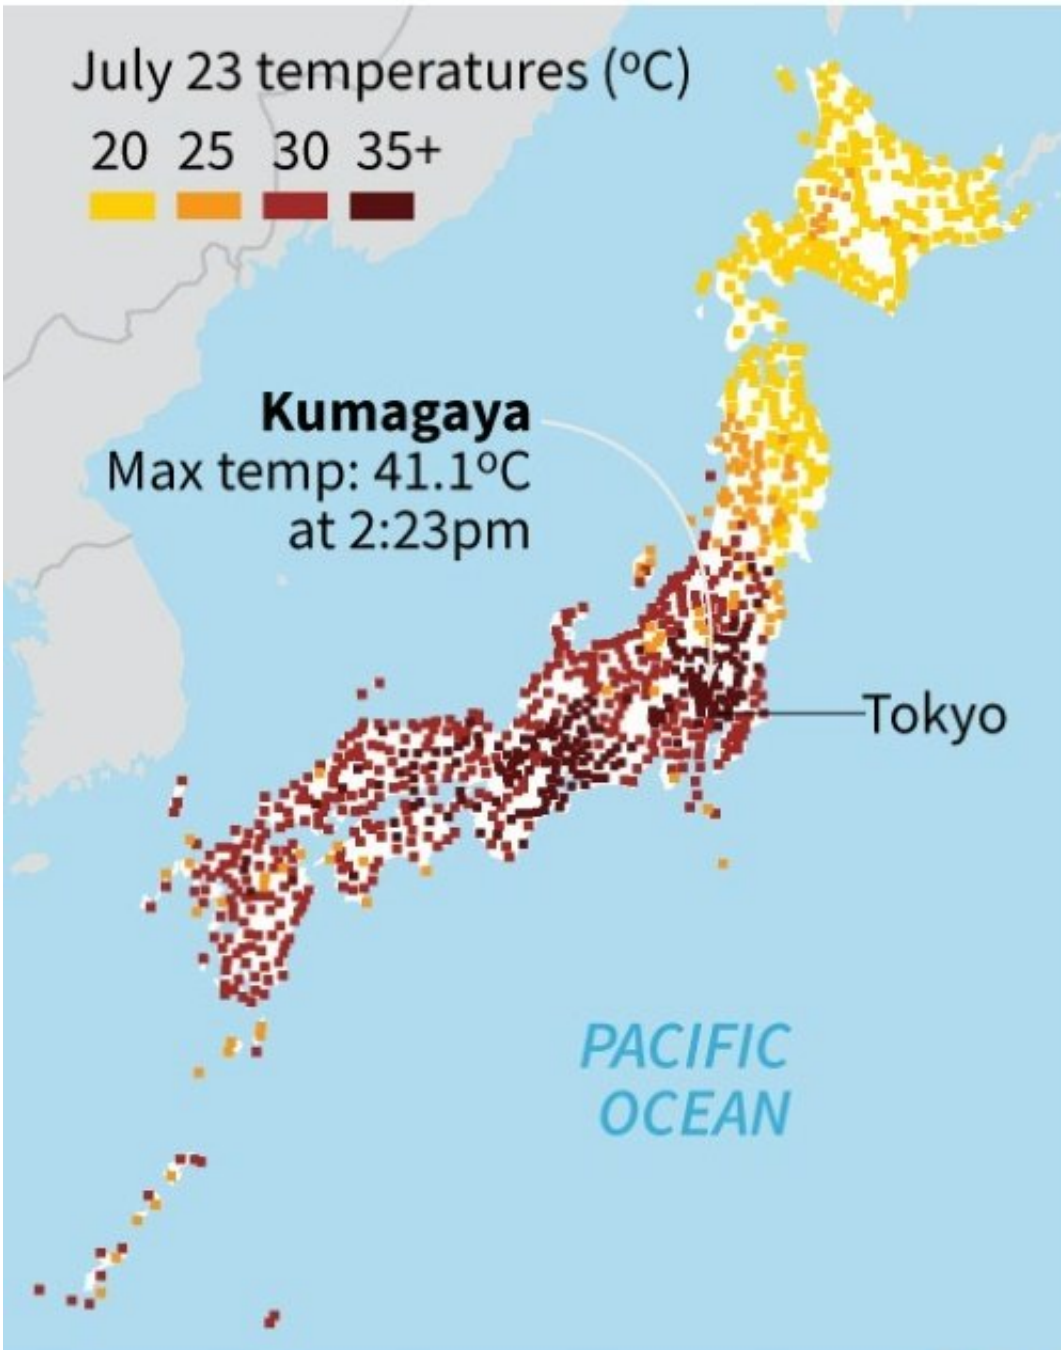 July 23 temperatures (ºC)
20 25 30 35+
Kumagaya
Max temp: 41.1ºC
at 2:23pm
Tokyo
PACIFIC
OCEAN